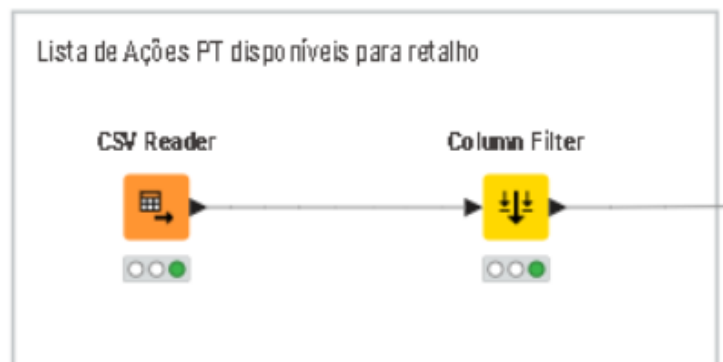 Lista de Ações PT disponíveis para retalho
CSV Reader
Column Filter